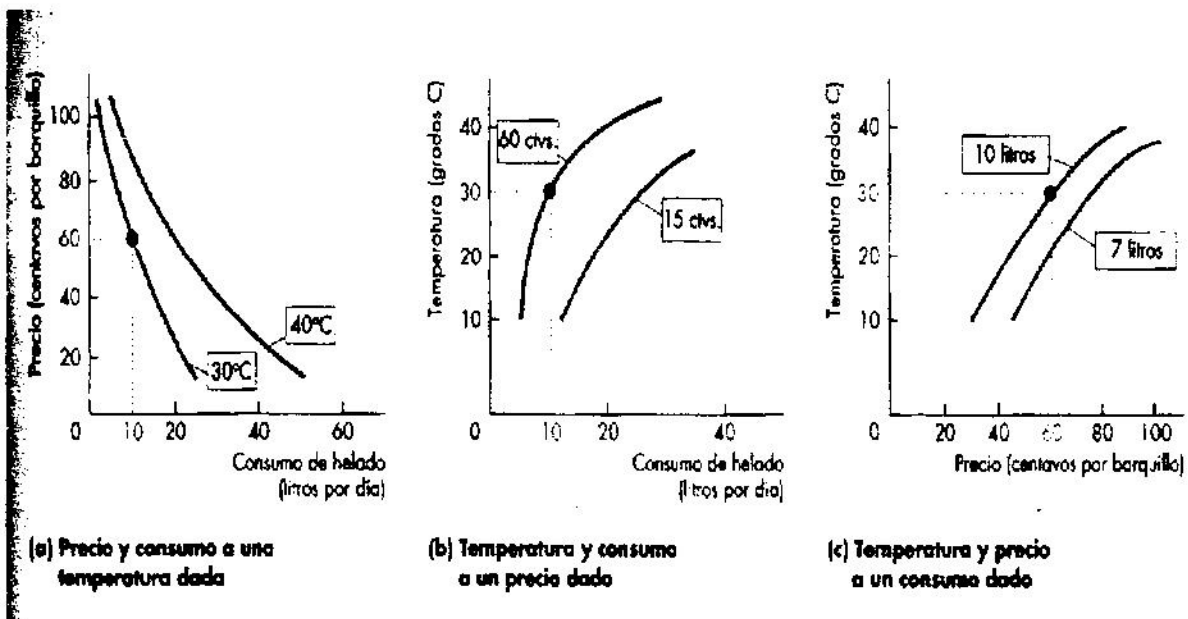 Precio (centavos por barquillo)
100
80
60
40
20
0
10
20
40
60
40ºC
30ºC
Consumo de helado
(litros por día)
(a) Precio y consumo a una
temperatura dada
Temperatura (grados C)
40
30
20
10
0
10
20
40
60 ctvs.
15 ctvs.
Consumo de helado
(litros por día)
(b) Temperatura y consumo
a un precio dado
Temperatura (grados C)
40
30
20
10
0
20
40
60
80
100
10 litros
7 litros
Precio (centavos por barquillo)
(c) Temperatura y precio
a un consumo dado